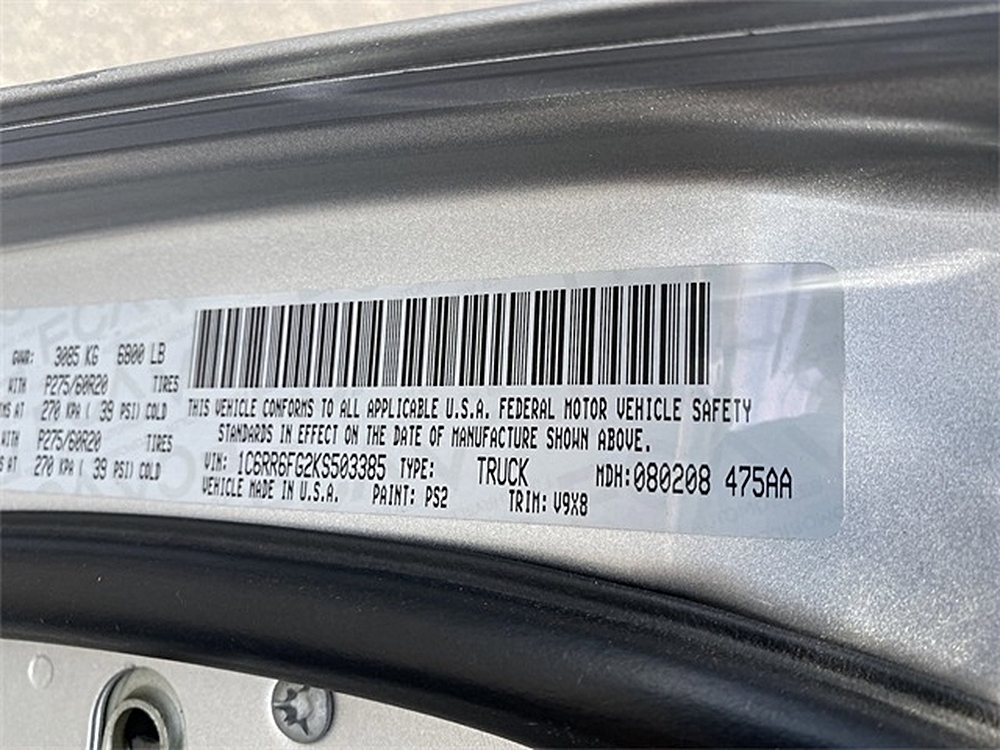 GVWR: 3085 KG 6800 LB
WITH P275/60R20 TIRES
AT 270 KPA ( 39 PSI) COLD
WITH P275/60R20 TIRES
AT 270 KPA ( 39 PSI) COLD
THIS VEHICLE CONFORMS TO ALL APPLICABLE U.S.A. FEDERAL MOTOR VEHICLE SAFETY
STANDARDS IN EFFECT ON THE DATE OF MANUFACTURE SHOWN ABOVE.
VIN: 1C6RR6FG2KS503385 TYPE: TRUCK MDH:080208 475AA
VEHICLE MADE IN U.S.A. PAINT: PS2 TRIM: V9X8